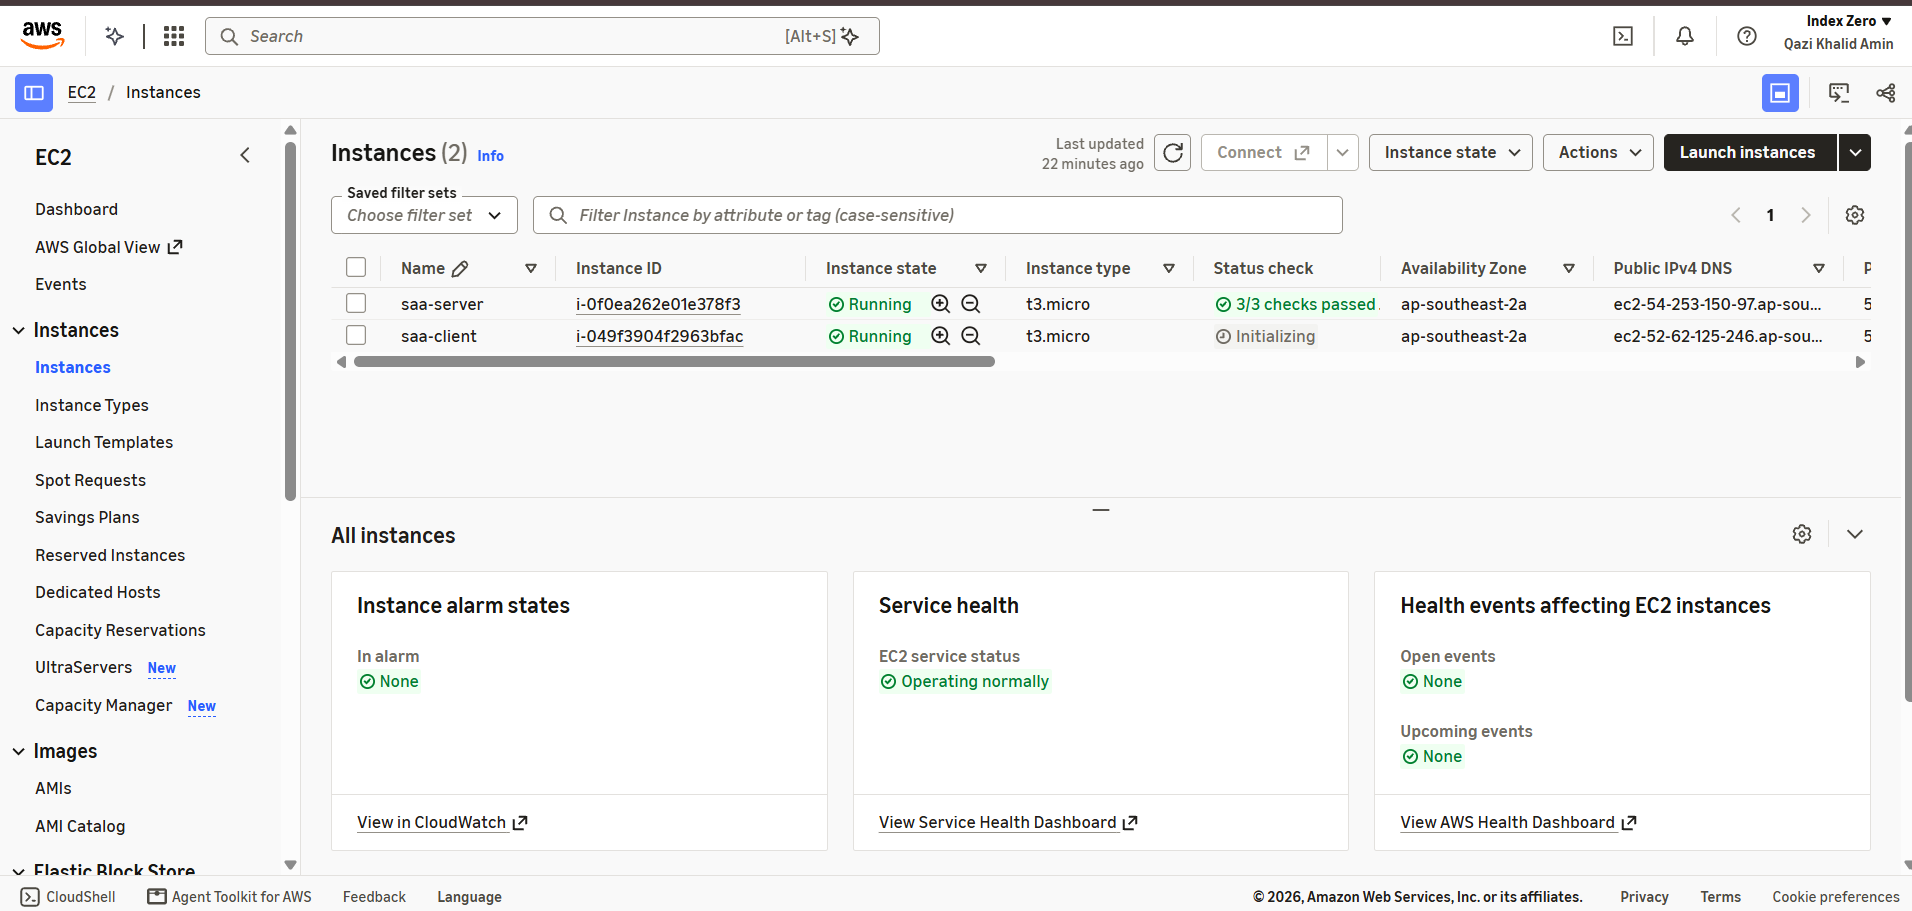 aws
Search [Alt+S]
Index Zero ▼
Qazi Khalid Amin
EC2 / Instances
EC2
Dashboard
AWS Global View
Events
Instances
Instances
Instance Types
Launch Templates
Spot Requests
Savings Plans
Reserved Instances
Dedicated Hosts
Capacity Reservations
UltraServers New
Capacity Manager New
Images
AMIs
AMI Catalog
Elastic Block Store
Instances (2) Info
Last updated
22 minutes ago
Connect
Instance state
Actions
Launch instances
Saved filter sets
Choose filter set
Filter Instance by attribute or tag (case-sensitive)
1
Name Instance ID Instance state Instance type Status check Availability Zone Public IPv4 DNS P
saa-server i-0f0ea262e01e378f3 Running t3.micro 3/3 checks passed ap-southeast-2a ec2-54-253-150-97.ap-sou... 5
saa-client i-049f3904f2963bfac Running t3.micro Initializing ap-southeast-2a ec2-52-62-125-246.ap-sou... 5
All instances
Instance alarm states
In alarm
None
View in CloudWatch
Service health
EC2 service status
Operating normally
View Service Health Dashboard
Health events affecting EC2 instances
Open events
None
Upcoming events
None
View AWS Health Dashboard
CloudShell Agent Toolkit for AWS Feedback Language © 2026, Amazon Web Services, Inc. or its affiliates. Privacy Terms Cookie preferences